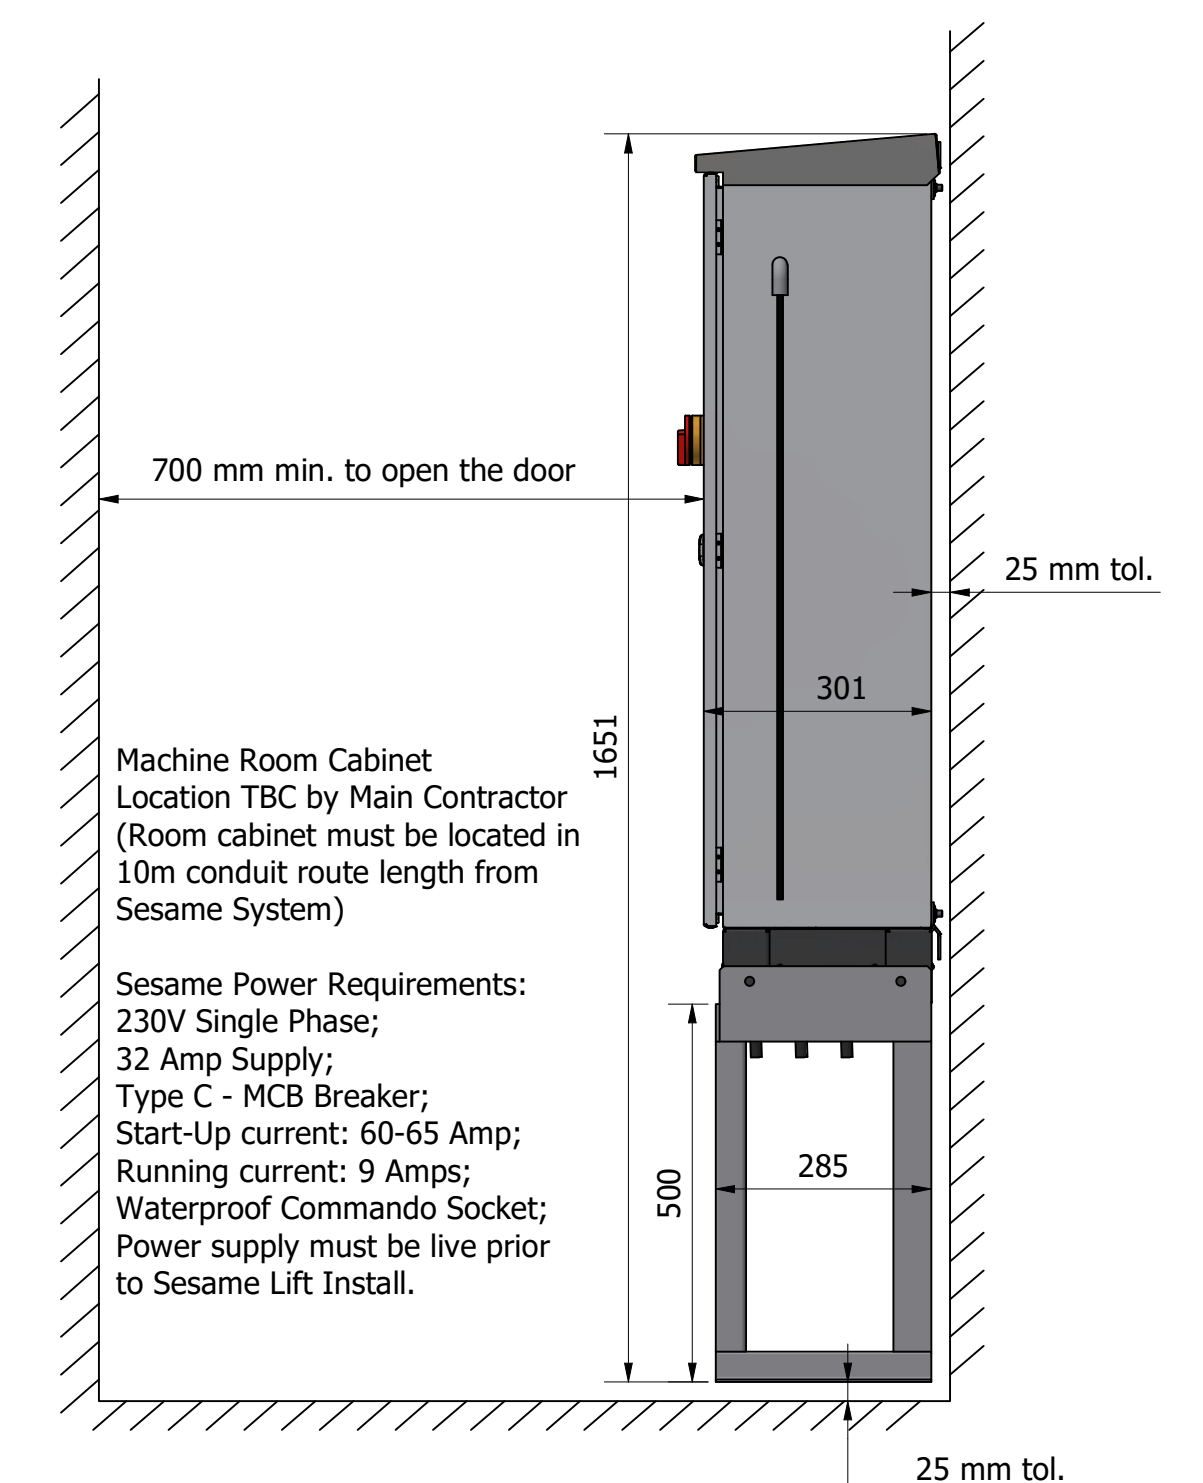 700 mm min. to open the door
25 mm tol.
301
1651
Machine Room Cabinet
Location TBC by Main Contractor
(Room cabinet must be located in
10m conduit route length from
Sesame System)
Sesame Power Requirements:
230V Single Phase;
32 Amp Supply;
Type C - MCB Breaker;
Start-Up current: 60-65 Amp;
Running current: 9 Amps;
Waterproof Commando Socket;
Power supply must be live prior
to Sesame Lift Install.
500
285
25 mm tol.